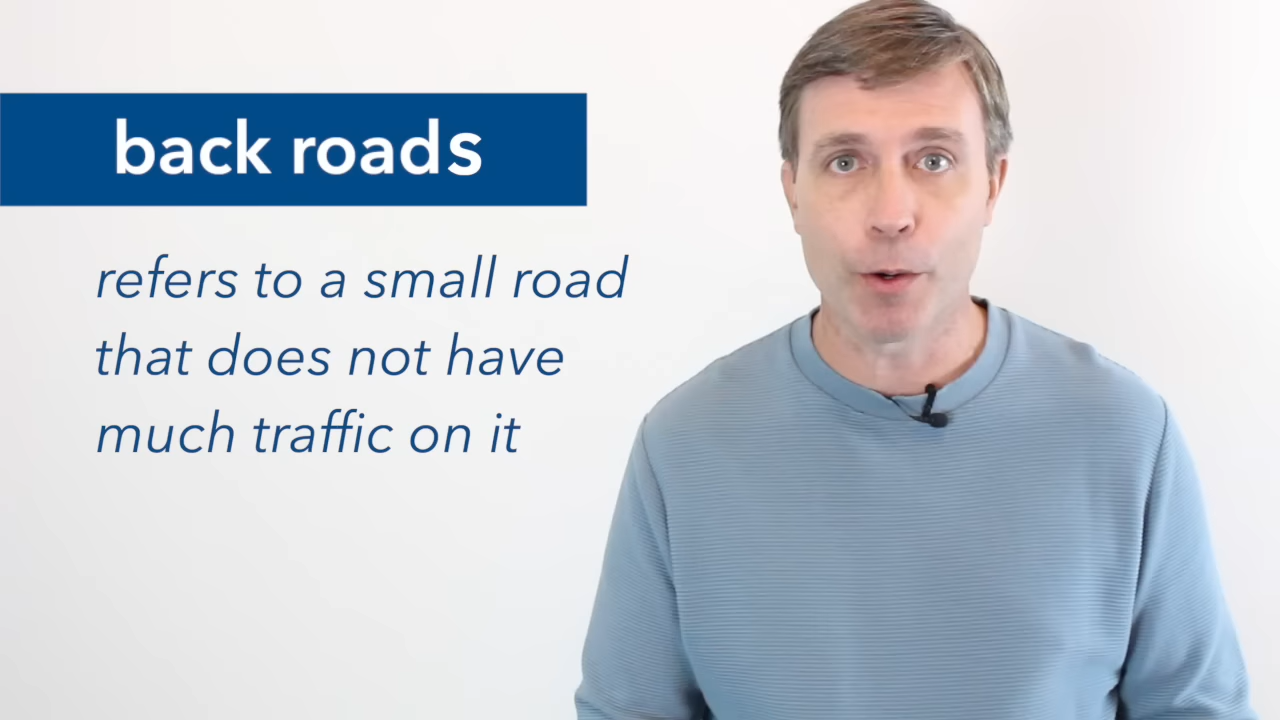 back roads
refers to a small road
that does not have
much traffic on it